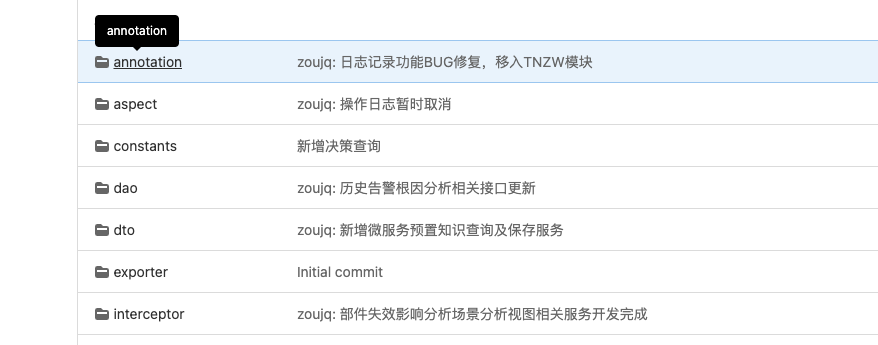 annotation
annotation zoujq: 日志记录功能BUG修复，移入TNZW模块
aspect zoujq: 操作日志暂时取消
constants 新增决策查询
dao zoujq: 历史告警根因分析相关接口更新
dto zoujq: 新增微服务预置知识查询及保存服务
exporter Initial commit
interceptor zoujq: 部件失效影响分析场景分析视图相关服务开发完成